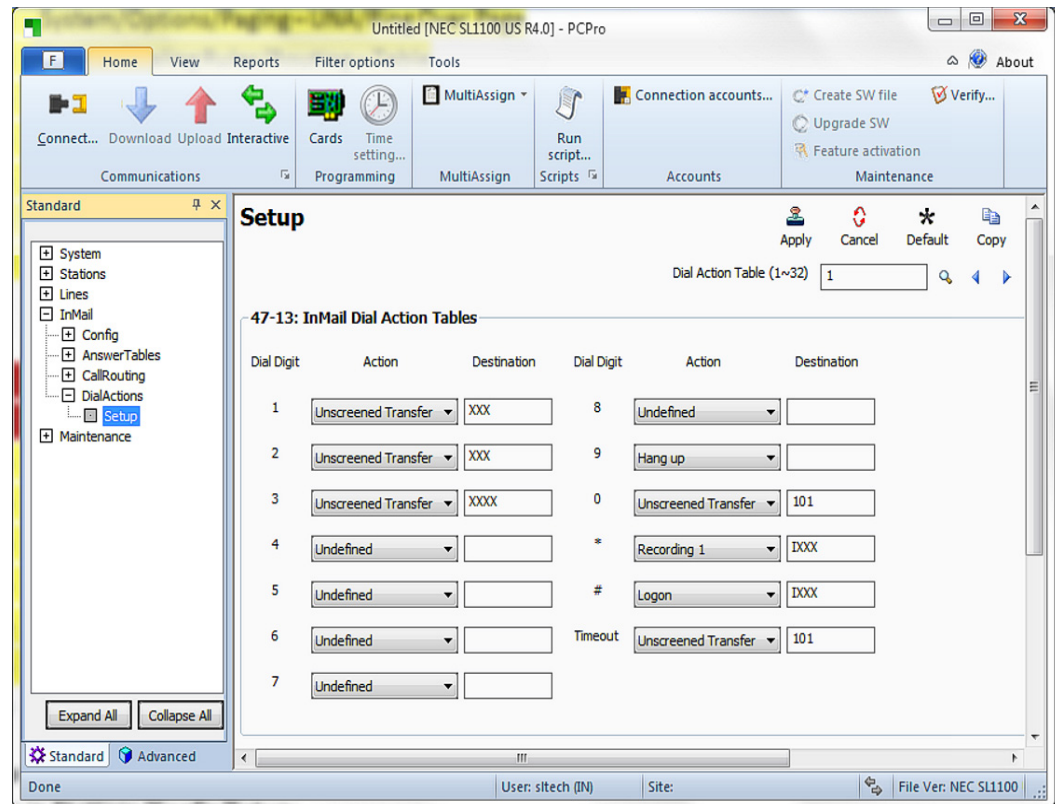 Untitled [NEC SL1100 US R4.0] - PCPro
F Home View Reports Filter options Tools About
Connect... Download Upload Interactive
Communications
Cards Time setting...
Programming
MultiAssign
MultiAssign
Run script...
Scripts
Connection accounts...
Accounts
Create SW file Verify...
Upgrade SW
Feature activation
Maintenance
Standard
System
Stations
Lines
InMail
Config
AnswerTables
CallRouting
DialActions
Setup
Maintenance
Expand All Collapse All
Standard Advanced
Setup
Apply Cancel Default Copy
Dial Action Table (1~32) 1
47-13: InMail Dial Action Tables
Dial Digit Action Destination Dial Digit Action Destination
1 Unscreened Transfer XXX 8 Undefined
2 Unscreened Transfer XXX 9 Hang up
3 Unscreened Transfer XXXX 0 Unscreened Transfer 101
4 Undefined * Recording 1 IXXX
5 Undefined # Logon IXXX
6 Undefined Timeout Unscreened Transfer 101
7 Undefined
Done User: sltech (IN) Site: File Ver: NEC SL1100